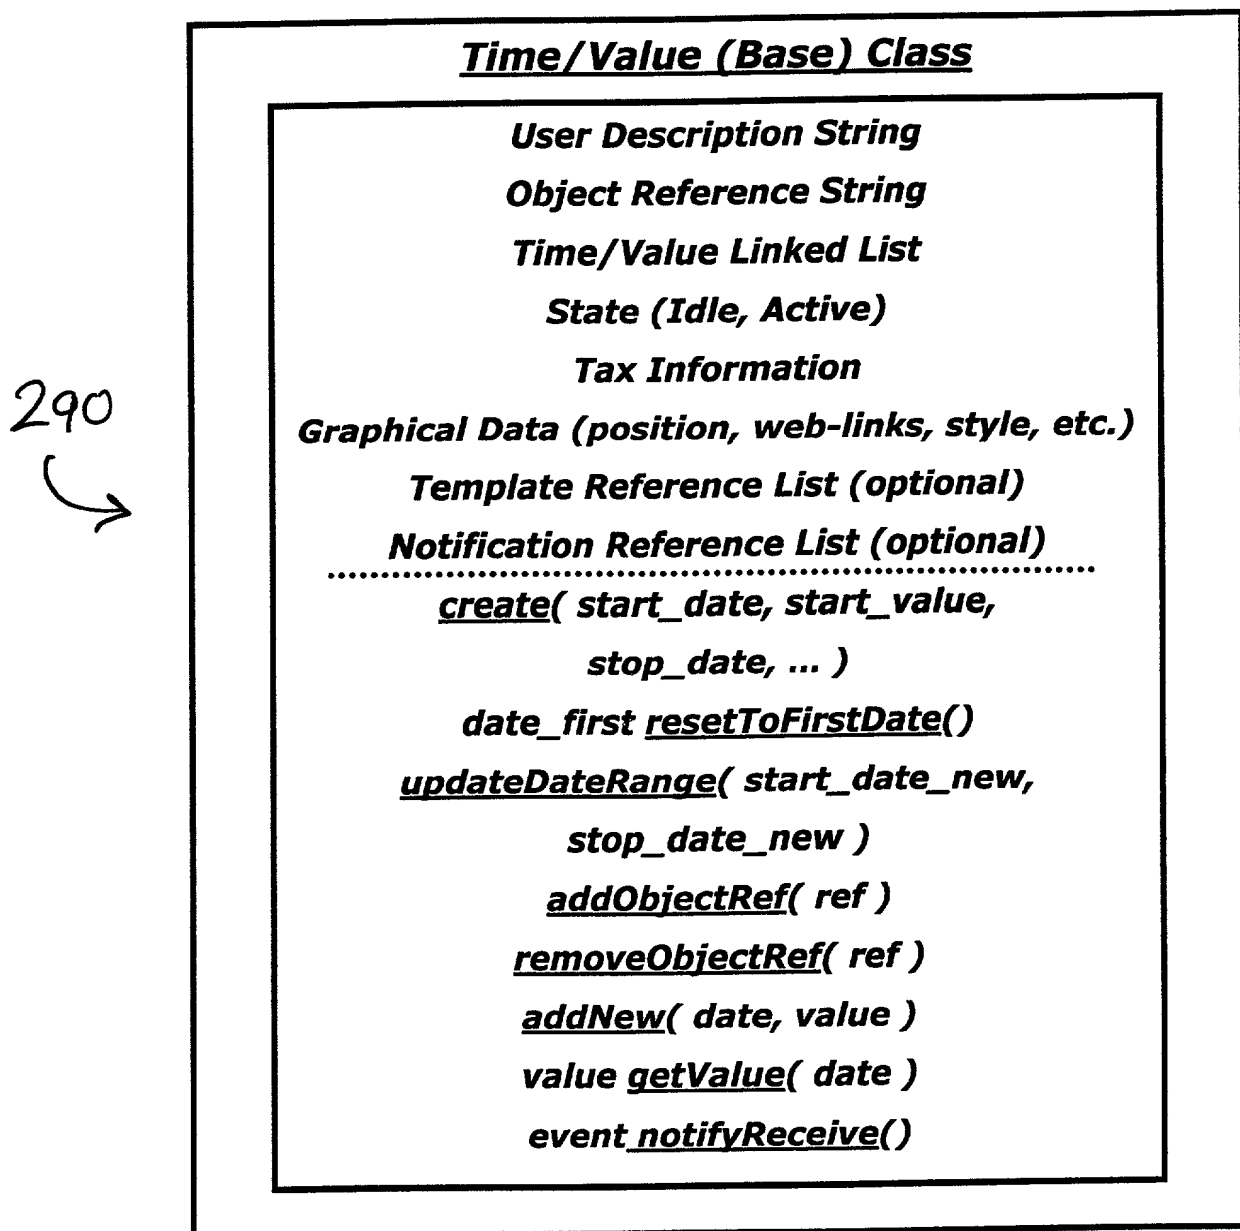 Time/Value (Base) Class
User Description String
Object Reference String
Time/Value Linked List
State (Idle, Active)
Tax Information
290
Graphical Data (position, web-links, style, etc.)
Template Reference List (optional)
Notification Reference List (optional)
create( start_date, start_value,
stop_date, ... )
date_first resetToFirstDate()
updateDateRange( start_date_new,
stop_date_new )
addObjectRef( ref )
removeObjectRef( ref )
addNew( date, value )
value getValue( date )
event notifyReceive()